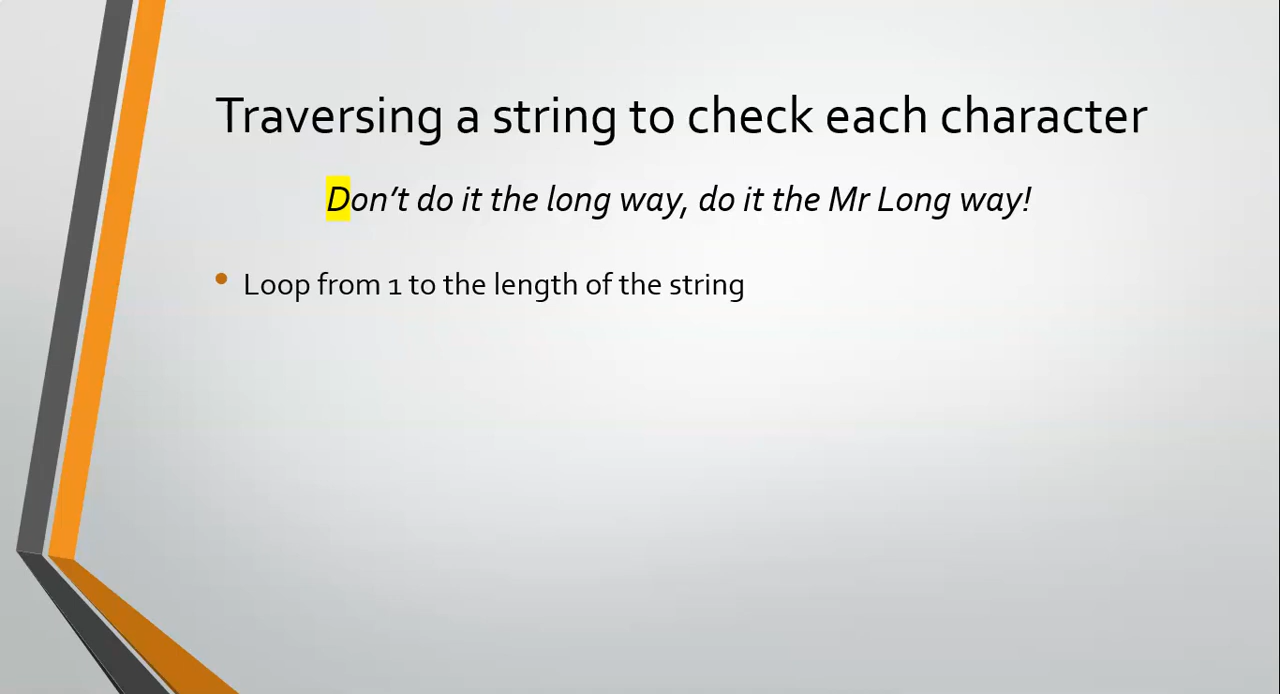 Traversing a string to check each character
Don’t do it the long way, do it the Mr Long way!
• Loop from 1 to the length of the string